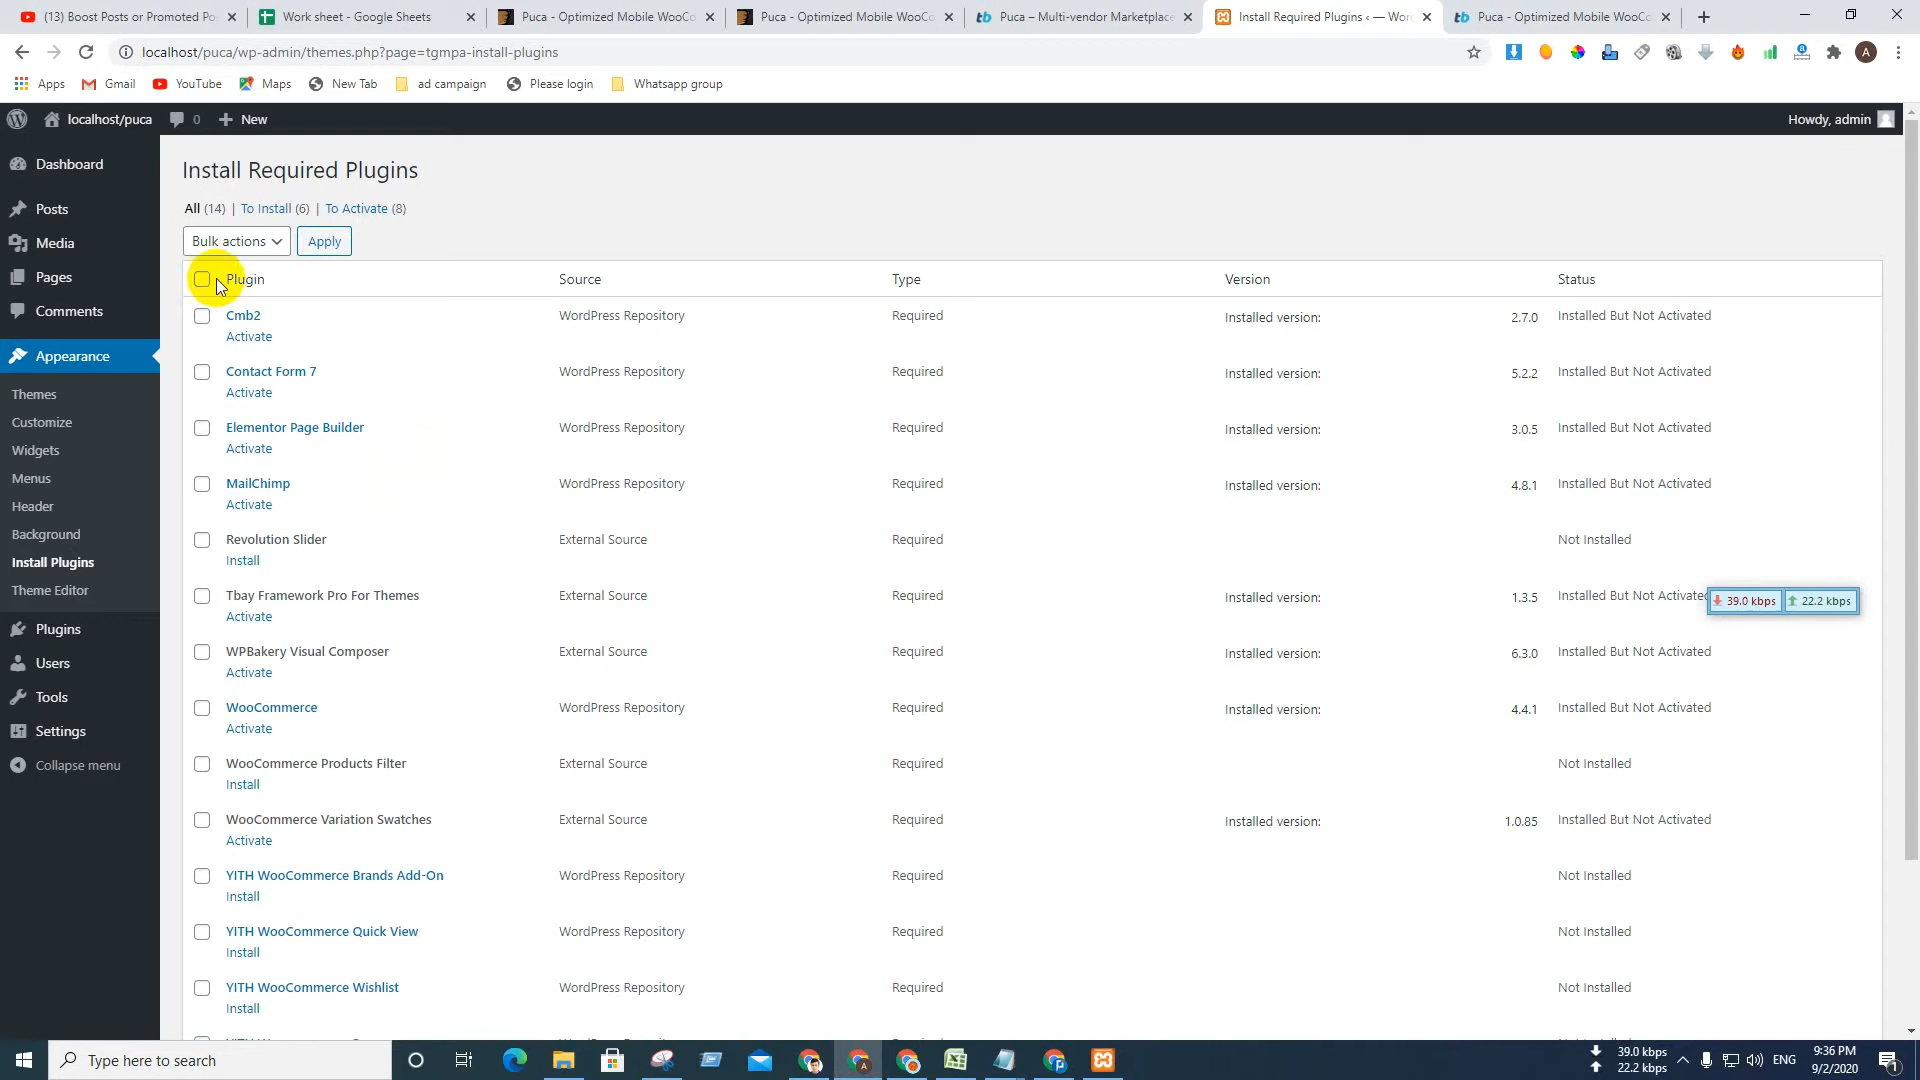 (13) Boost Posts or Promoted Po
Work sheet - Google Sheets
Puca - Optimized Mobile WooCo
Puca - Optimized Mobile WooCo
Puca – Multi-vendor Marketplace
Install Required Plugins ‹ — Wor
Puca - Optimized Mobile WooCo
localhost/puca/wp-admin/themes.php?page=tgmpa-install-plugins
A
Apps
Gmail
YouTube
Maps
New Tab
ad campaign
Please login
Whatsapp group
localhost/puca
0
New
Howdy, admin
Dashboard
Posts
Media
Pages
Comments
Appearance
Themes
Customize
Widgets
Menus
Header
Background
Install Plugins
Theme Editor
Plugins
Users
Tools
Settings
Collapse menu
Install Required Plugins
All (14) | To Install (6) | To Activate (8)
Bulk actions
Apply
Plugin Source Type Version Status
Cmb2 WordPress Repository Required Installed version: 2.7.0 Installed But Not Activated
Activate
Contact Form 7 WordPress Repository Required Installed version: 5.2.2 Installed But Not Activated
Activate
Elementor Page Builder WordPress Repository Required Installed version: 3.0.5 Installed But Not Activated
Activate
MailChimp WordPress Repository Required Installed version: 4.8.1 Installed But Not Activated
Activate
Revolution Slider External Source Required Not Installed
Install
Tbay Framework Pro For Themes External Source Required Installed version: 1.3.5 Installed But Not Activated
Activate
39.0 kbps 22.2 kbps
WPBakery Visual Composer External Source Required Installed version: 6.3.0 Installed But Not Activated
Activate
WooCommerce WordPress Repository Required Installed version: 4.4.1 Installed But Not Activated
Activate
WooCommerce Products Filter External Source Required Not Installed
Install
WooCommerce Variation Swatches External Source Required Installed version: 1.0.85 Installed But Not Activated
Activate
YITH WooCommerce Brands Add-On WordPress Repository Required Not Installed
Install
YITH WooCommerce Quick View WordPress Repository Required Not Installed
Install
YITH WooCommerce Wishlist WordPress Repository Required Not Installed
Install
Type here to search
39.0 kbps
22.2 kbps
ENG
9:36 PM
9/2/2020
1